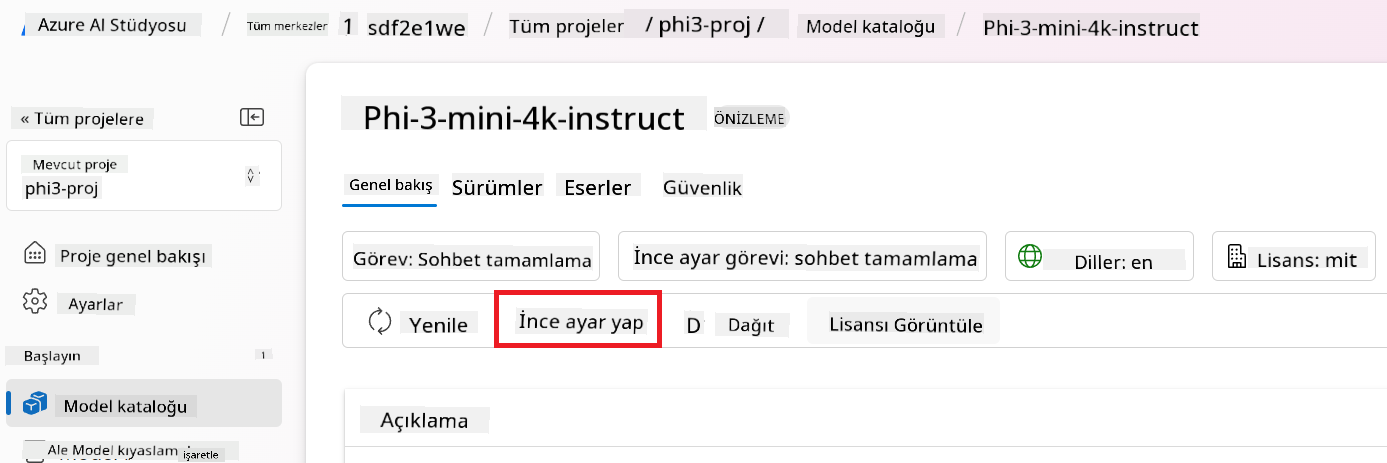 Azure AI Stüdyosu / Tüm merkezler 1 sdf2e1we / Tüm projeler / phi3-proj / Model kataloğu / Phi-3-mini-4k-instruct
« Tüm projelere
Mevcut proje
phi3-proj
Proje genel bakışı
Ayarlar
Başlayın 1
Model kataloğu
Ale Model kıyaslam işaretle
Phi-3-mini-4k-instruct ÖNİZLEME
Genel bakış Sürümler Eserler Güvenlik
Görev: Sohbet tamamlama İnce ayar görevi: sohbet tamamlama Diller: en Lisans: mit
Yenile İnce ayar yap D Dağıt Lisansı Görüntüle
Açıklama